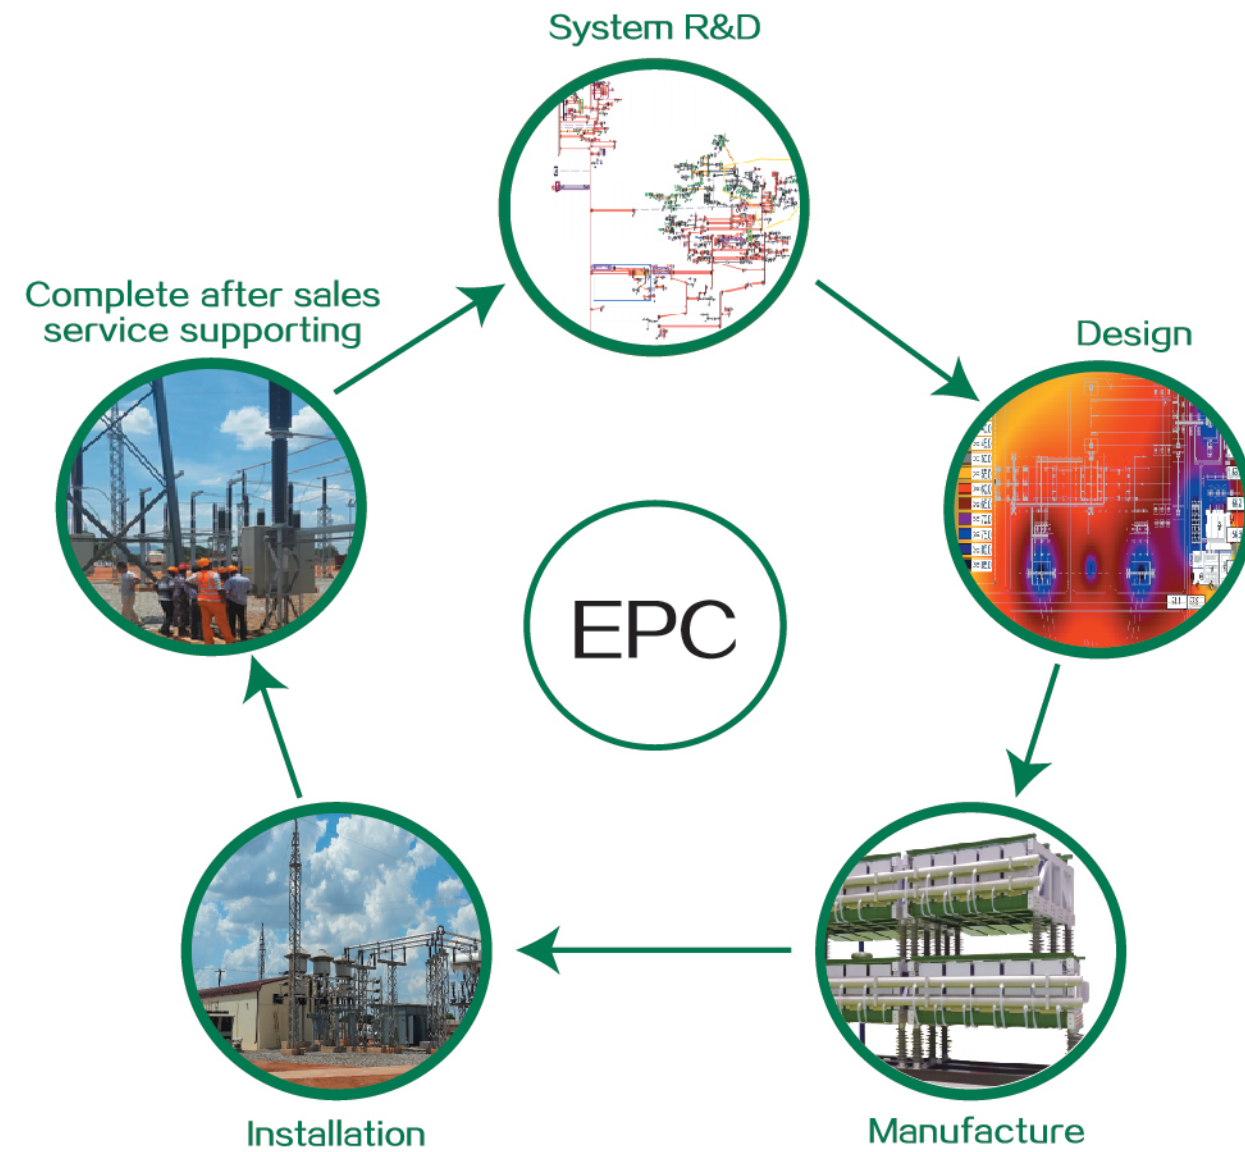 System R&D
Complete after sales
service supporting
Design
EPC
Installation
Manufacture